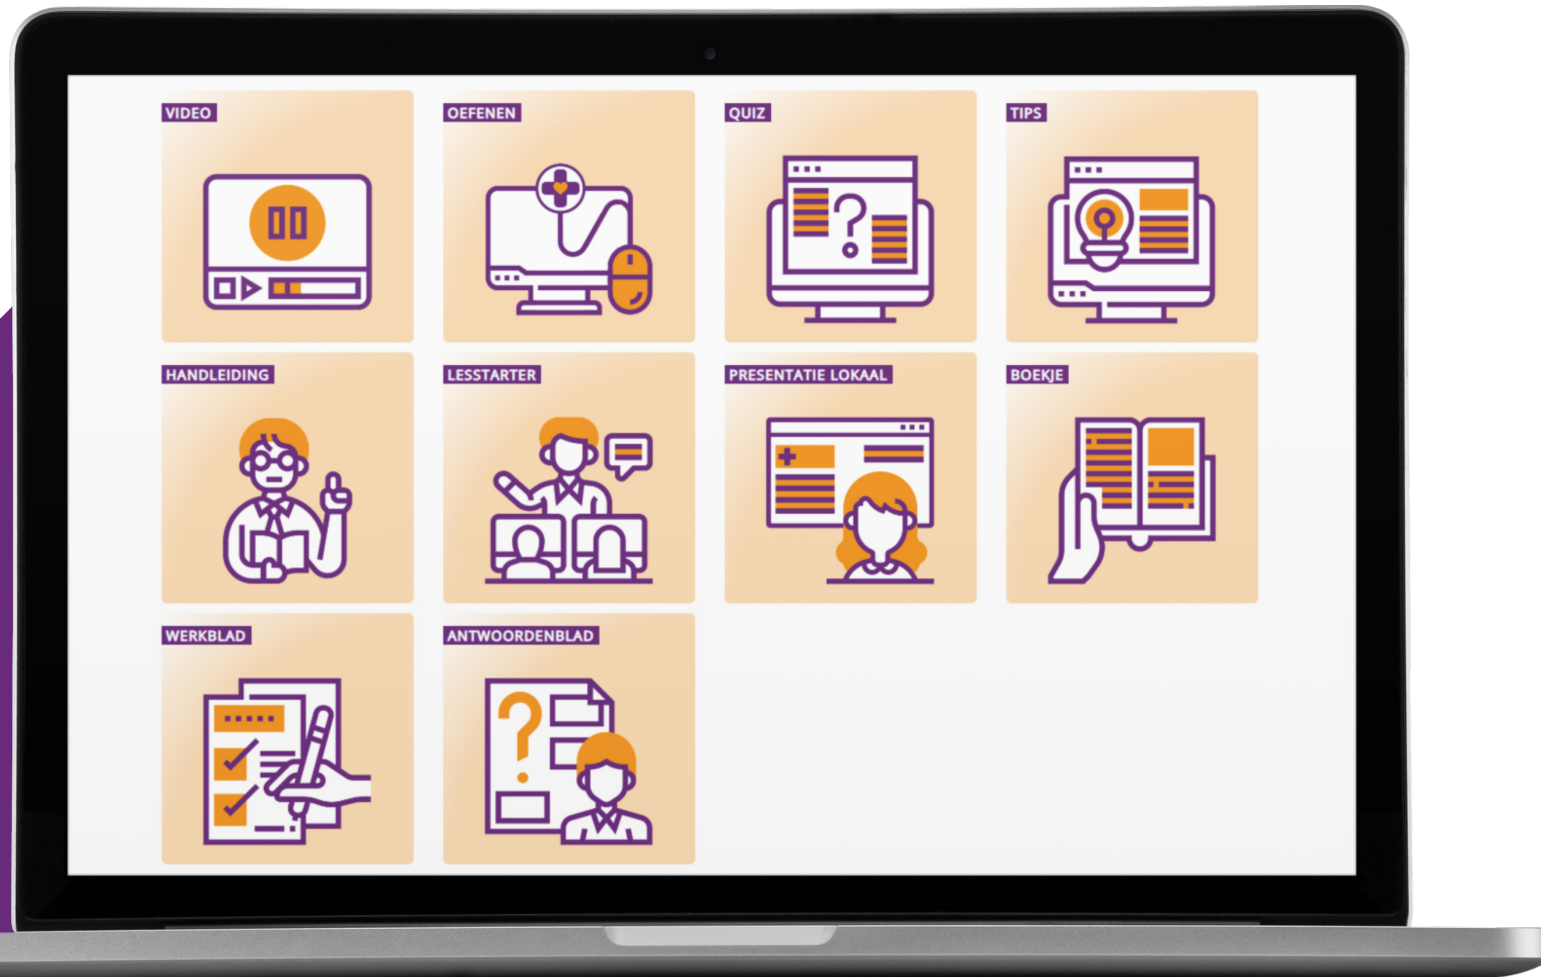 VIDEO
OEFENEN
QUIZ
TIPS
HANDLEIDING
LESSTARTER
PRESENTATIE LOKAAL
BOEKJE
WERKBLAD
ANTWOORDENBLAD